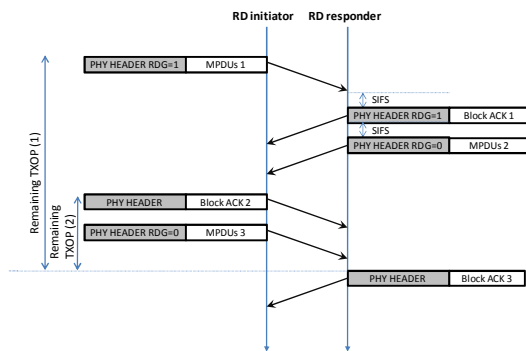 RD initiator RD responder
PHY HEADER RDG=1 MPDUs 1
SIFS
PHY HEADER RDG=1 Block ACK 1
SIFS
PHY HEADER RDG=0 MPDUs 2
Remaining TXOP (1)
Remaining
TXOP (2)
PHY HEADER Block ACK 2
PHY HEADER RDG=0 MPDUs 3
PHY HEADER Block ACK 3